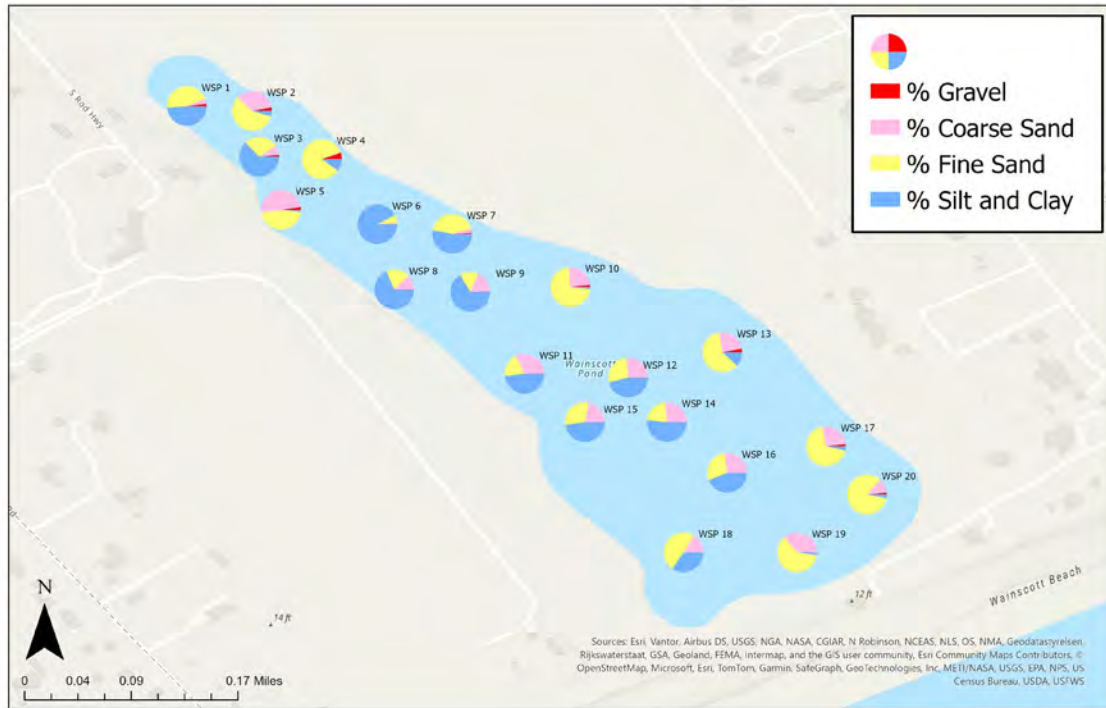 % Gravel
% Coarse Sand
% Fine Sand
% Silt and Clay
S Rod Hwy
WSP 1
WSP 2
WSP 3
WSP 4
WSP 5
WSP 6
WSP 7
WSP 8
WSP 9
WSP 10
WSP 11
WSP 12
WSP 13
WSP 14
WSP 15
WSP 16
WSP 17
WSP 18
WSP 19
WSP 20
Wainscott
Pond
Rd
14 ft
12 ft
Wainscott Beach
N
0 0.04 0.09 0.17 Miles
Sources: Esri, Vantor, Airbus DS, USGS, NGA, NASA, CGIAR, N Robinson, NCEAS, NLS, OS, NMA, Geodatastyrelsen,
Rijkswaterstaat, GSA, Geoland, FEMA, Intermap, and the GIS user community, Esri Community Maps Contributors, ©
OpenStreetMap, Microsoft, Esri, TomTom, Garmin, SafeGraph, GeoTechnologies, Inc, METI/NASA, USGS, EPA, NPS, US
Census Bureau, USDA, USFWS